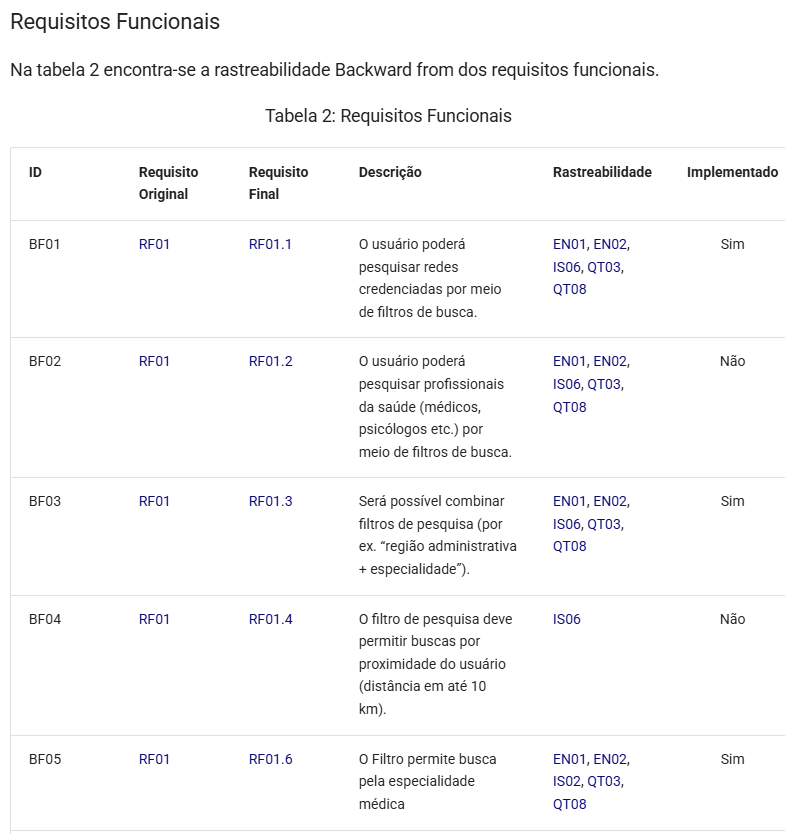 Requisitos Funcionais
Na tabela 2 encontra-se a rastreabilidade Backward from dos requisitos funcionais.
Tabela 2: Requisitos Funcionais
ID Requisito Original Requisito Final Descrição Rastreabilidade Implementado
BF01 RF01 RF01.1 O usuário poderá EN01, EN02, Sim
pesquisar redes IS06, QT03,
credenciadas por meio QT08
de filtros de busca.
BF02 RF01 RF01.2 O usuário poderá EN01, EN02, Não
pesquisar profissionais IS06, QT03,
da saúde (médicos, QT08
psicólogos etc.) por
meio de filtros de busca.
BF03 RF01 RF01.3 Será possível combinar EN01, EN02, Sim
filtros de pesquisa (por IS06, QT03,
ex. “região administrativa QT08
+ especialidade”).
BF04 RF01 RF01.4 O filtro de pesquisa deve IS06 Não
permitir buscas por
proximidade do usuário
(distância em até 10
km).
BF05 RF01 RF01.6 O Filtro permite busca EN01, EN02, Sim
pela especialidade IS02, QT03,
médica QT08